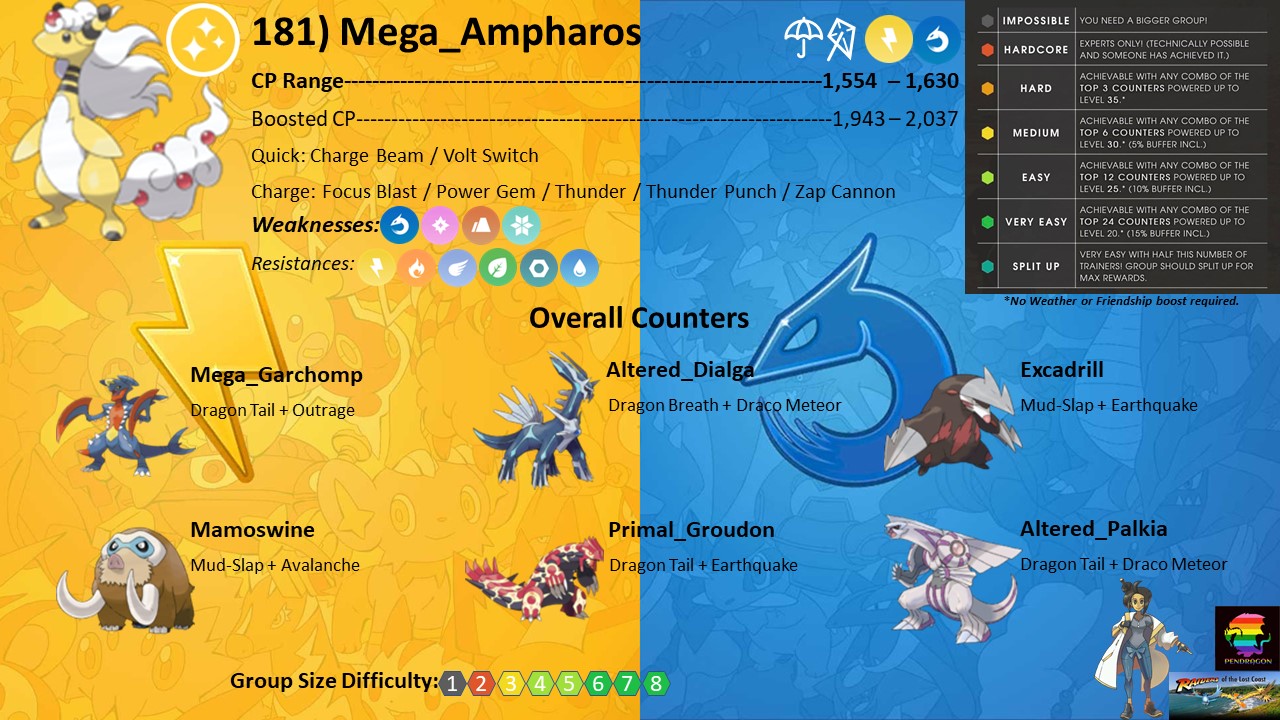 181) Mega_Ampharos
CP Range--------------------------------------------------------------------1,554 – 1,630
Boosted CP--------------------------------------------------------------------1,943 – 2,037
Quick: Charge Beam / Volt Switch
Charge: Focus Blast / Power Gem / Thunder / Thunder Punch / Zap Cannon
Weaknesses:
Resistances:
IMPOSSIBLE YOU NEED A BIGGER GROUP!
HARDCORE EXPERTS ONLY! (TECHNICALLY POSSIBLE
AND SOMEONE HAS ACHIEVED IT.)
HARD ACHIEVABLE WITH ANY COMBO OF THE
TOP 3 COUNTERS POWERED UP TO
LEVEL 35.*
MEDIUM ACHIEVABLE WITH ANY COMBO OF THE
TOP 6 COUNTERS POWERED UP TO
LEVEL 30.* (5% BUFFER INCL.)
EASY ACHIEVABLE WITH ANY COMBO OF THE
TOP 12 COUNTERS POWERED UP TO
LEVEL 25.* (10% BUFFER INCL.)
VERY EASY ACHIEVABLE WITH ANY COMBO OF THE
TOP 24 COUNTERS POWERED UP TO
LEVEL 20.* (15% BUFFER INCL.)
SPLIT UP VERY EASY WITH HALF THIS NUMBER OF
TRAINERS! GROUP SHOULD SPLIT UP FOR
MAX REWARDS.
*No Weather or Friendship boost required.
Overall Counters
Mega_Garchomp
Dragon Tail + Outrage
Altered_Dialga
Dragon Breath + Draco Meteor
Excadrill
Mud-Slap + Earthquake
Mamoswine
Mud-Slap + Avalanche
Primal_Groudon
Dragon Tail + Earthquake
Altered_Palkia
Dragon Tail + Draco Meteor
Group Size Difficulty: 1 2 3 4 5 6 7 8
PENDRAGON
RAIDERS of the Lost Coast